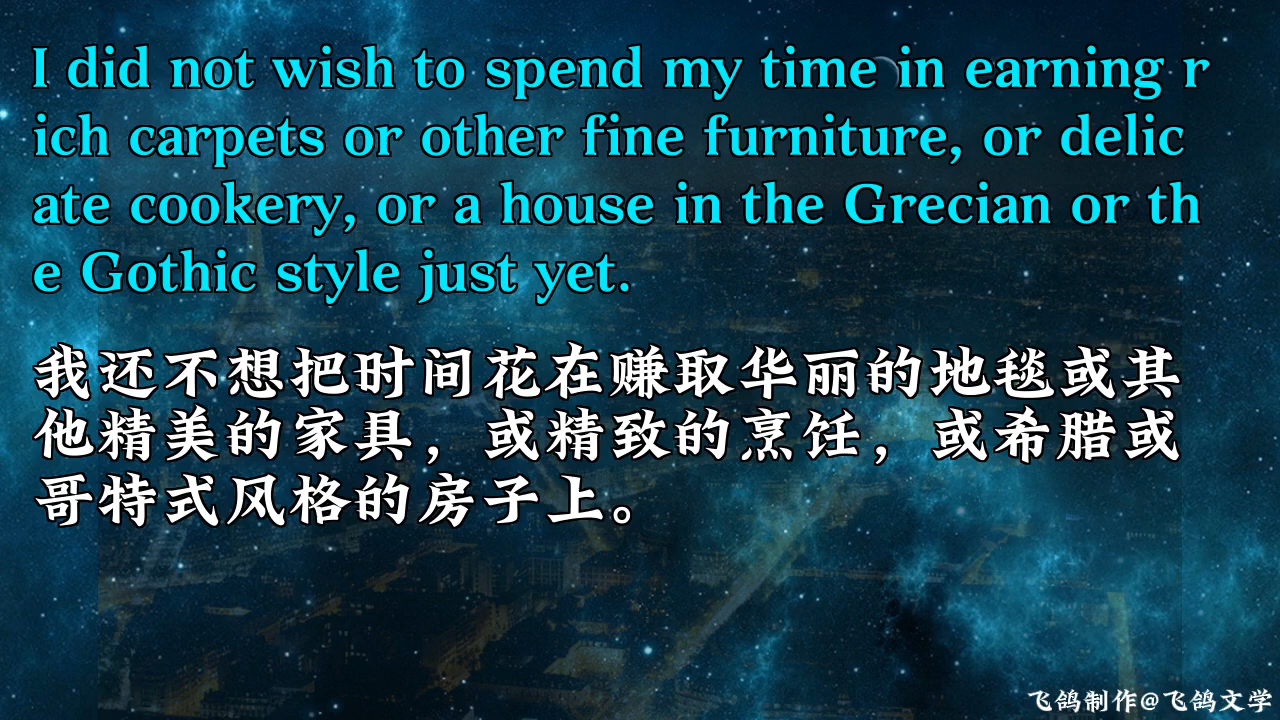 I did not wish to spend my time in earning r
ich carpets or other fine furniture, or delic
ate cookery, or a house in the Grecian or th
e Gothic style just yet.
我还不想把时间花在赚取华丽的地毯或其
他精美的家具，或精致的烹饪，或希腊或
哥特式风格的房子上。
飞鸽制作@飞鸽文学